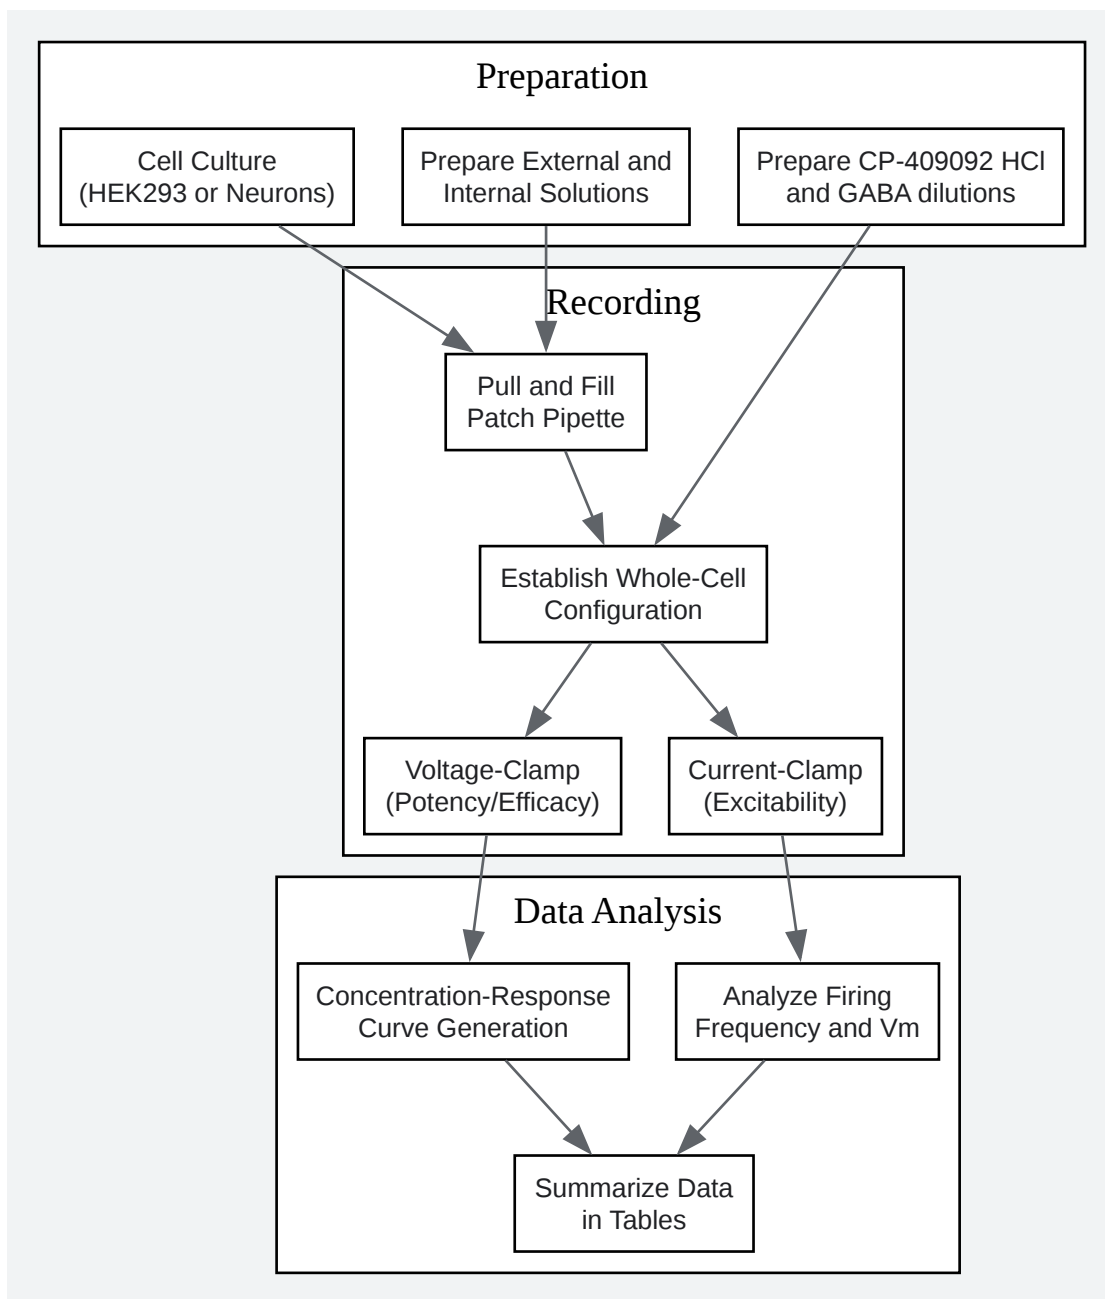 Preparation
Cell Culture
(HEK293 or Neurons)
Prepare External and
Internal Solutions
Prepare CP-409092 HCl
and GABA dilutions
Recording
Pull and Fill
Patch Pipette
Establish Whole-Cell
Configuration
Voltage-Clamp
(Potency/Efficacy)
Current-Clamp
(Excitability)
Data Analysis
Concentration-Response
Curve Generation
Analyze Firing
Frequency and Vm
Summarize Data
in Tables